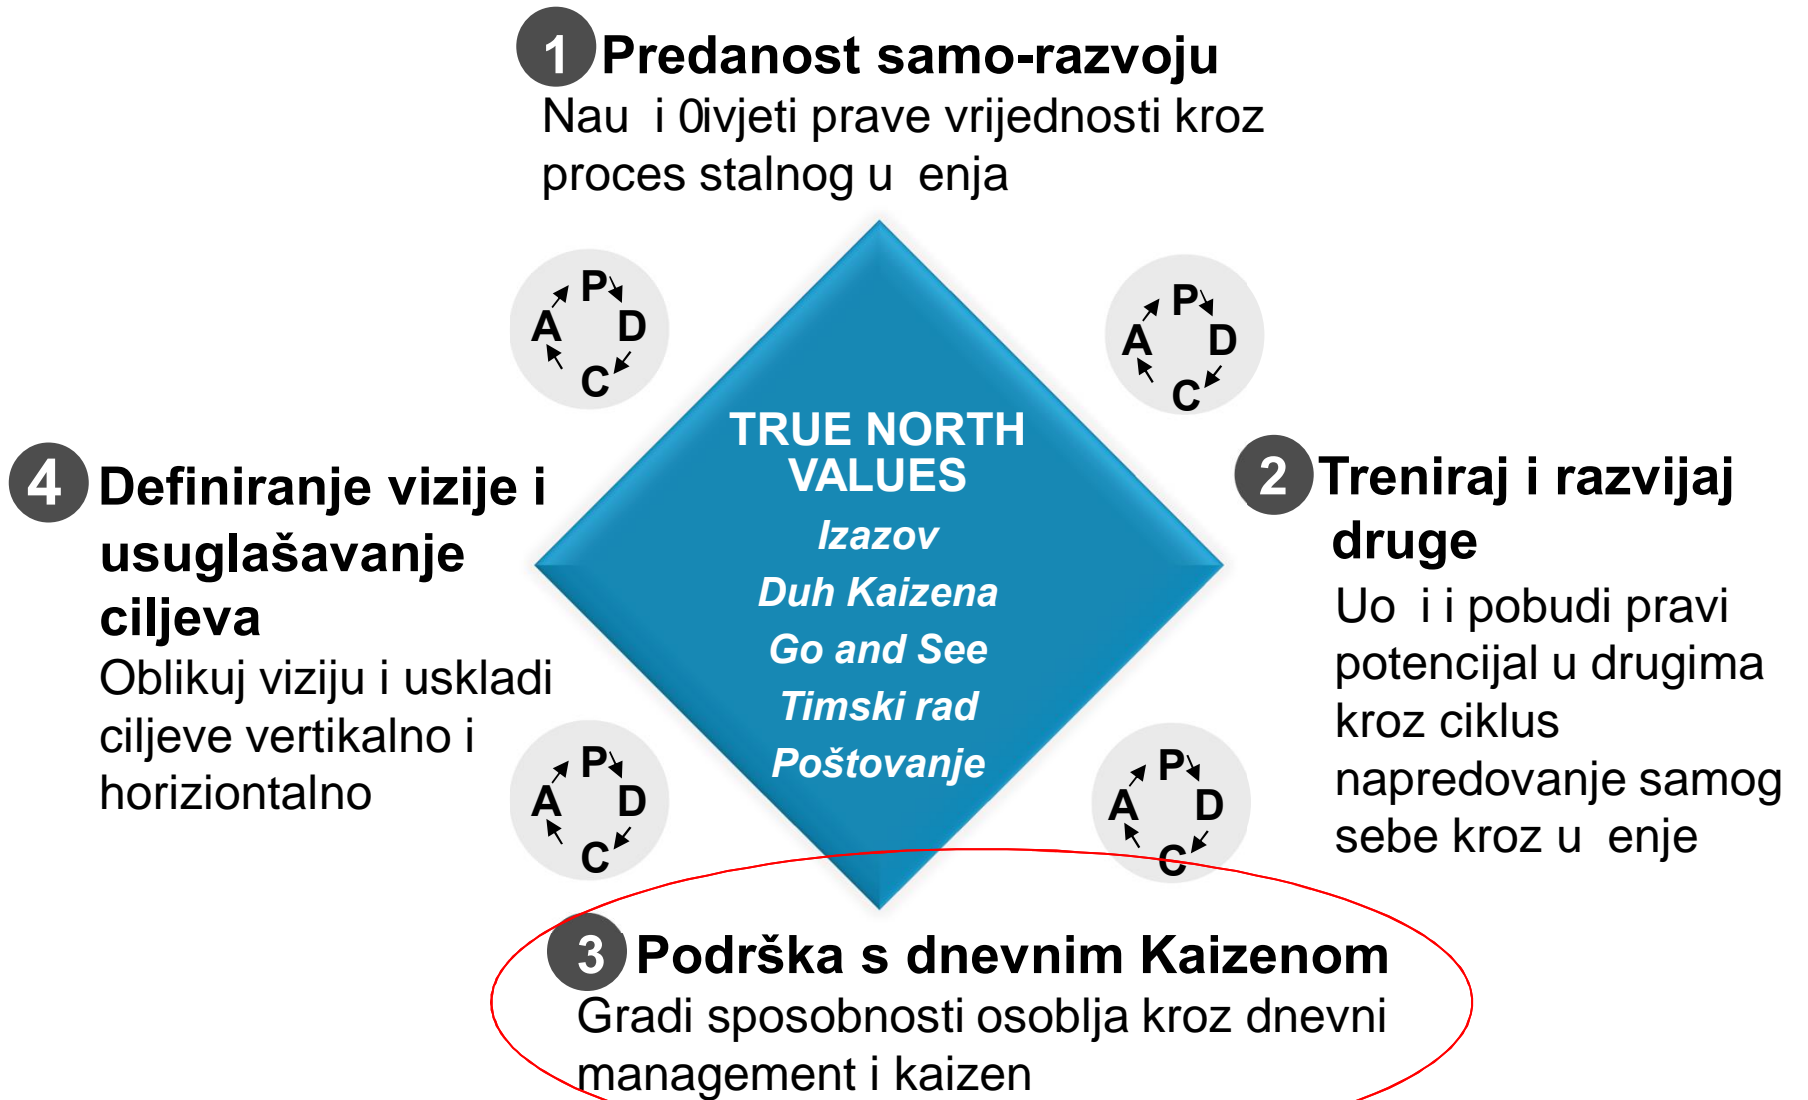 1 Predanost samo-razvoju
Nau i 0ivjeti prave vrijednosti kroz
proces stalnog u enja
P
A D
C
P
A D
C
TRUE NORTH
VALUES
Izazov
Duh Kaizena
Go and See
Timski rad
Poštovanje
4 Definiranje vizije i
usuglašavanje
ciljeva
Oblikuj viziju i uskladi
ciljeve vertikalno i
horiziontalno
2 Treniraj i razvijaj
druge
Uo i i pobudi pravi
potencijal u drugima
kroz ciklus
napredovanje samog
sebe kroz u enje
P
A D
C
P
A D
C
3 Podrška s dnevnim Kaizenom
Gradi sposobnosti osoblja kroz dnevni
management i kaizen